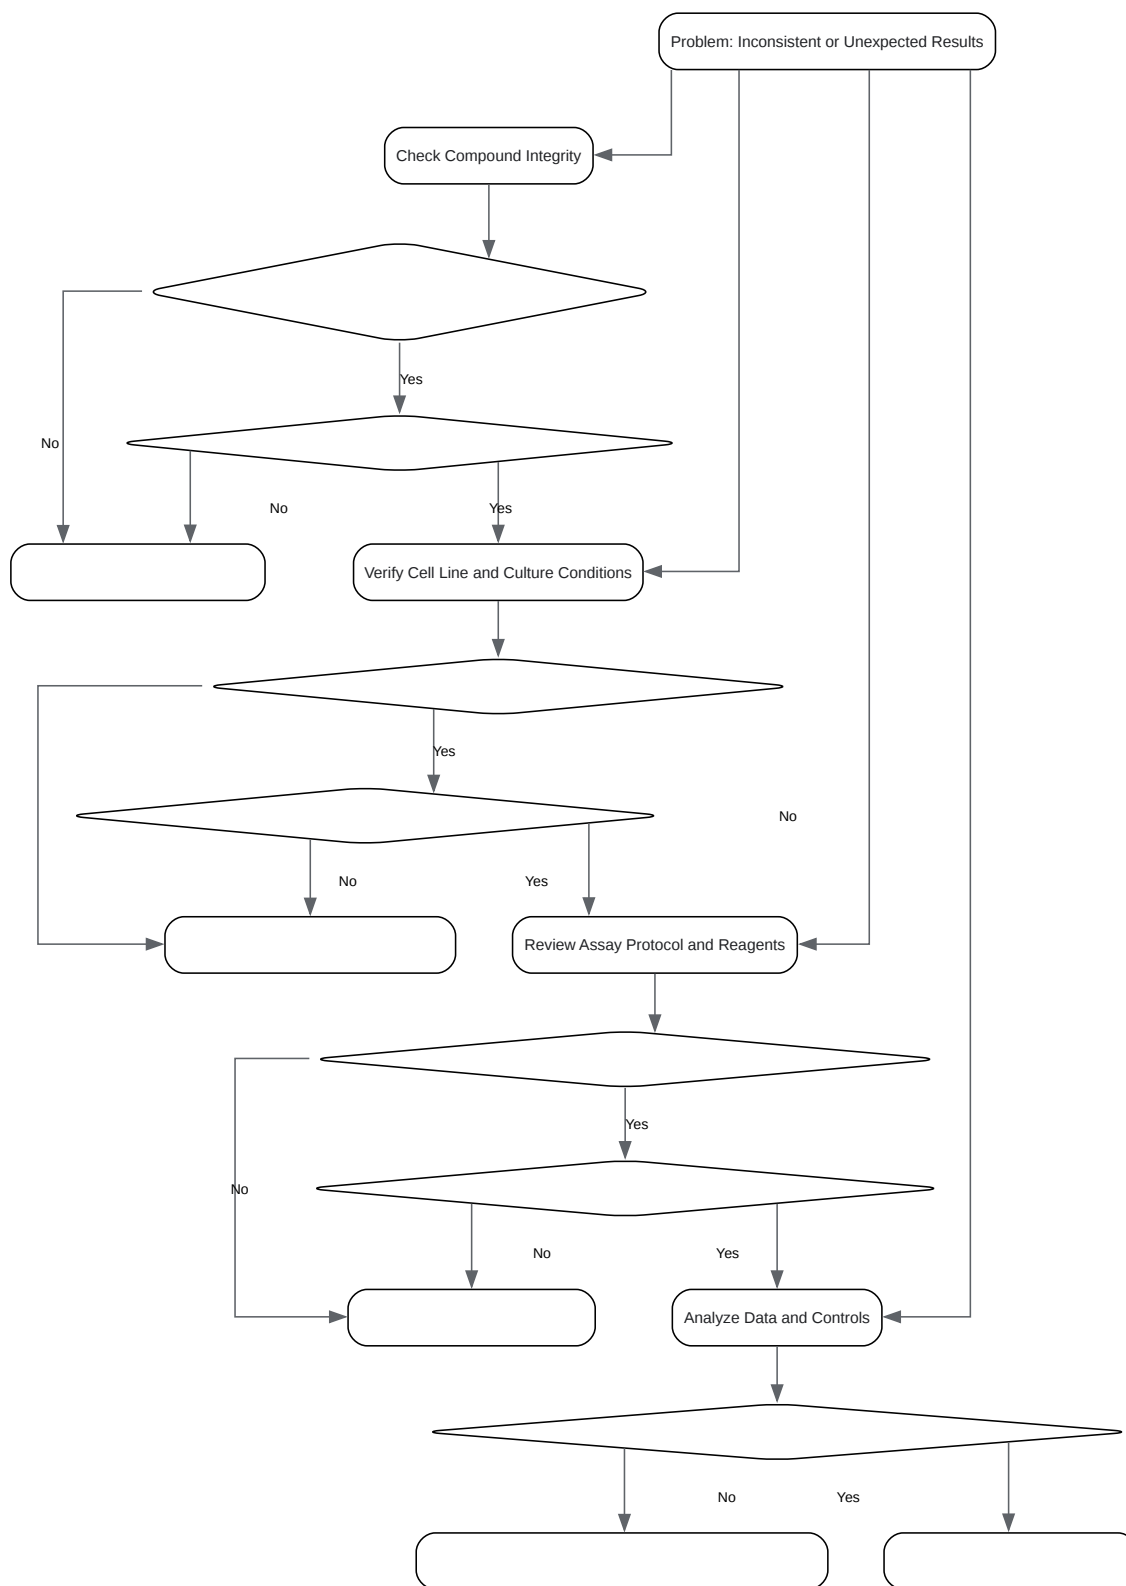 Problem: Inconsistent or Unexpected Results
Check Compound Integrity
Yes
No
No
Yes
Verify Cell Line and Culture Conditions
Yes
No
No
Yes
Review Assay Protocol and Reagents
Yes
No
No
Yes
Analyze Data and Controls
No
Yes